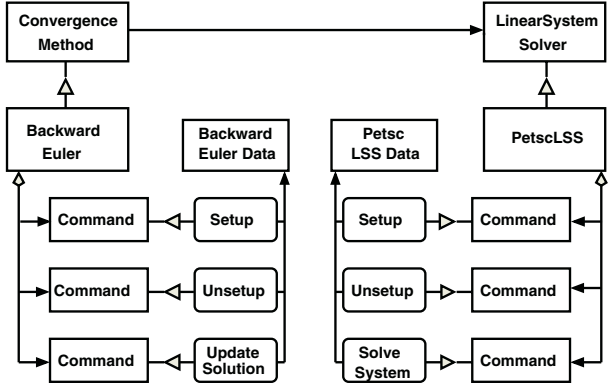 Convergence
Method
LinearSystem
Solver
Backward
Euler
Backward
Euler Data
Petsc
LSS Data
PetscLSS
Command
Setup
Setup
Command
Command
Unsetup
Unsetup
Command
Command
Update
Solution
Solve
System
Command